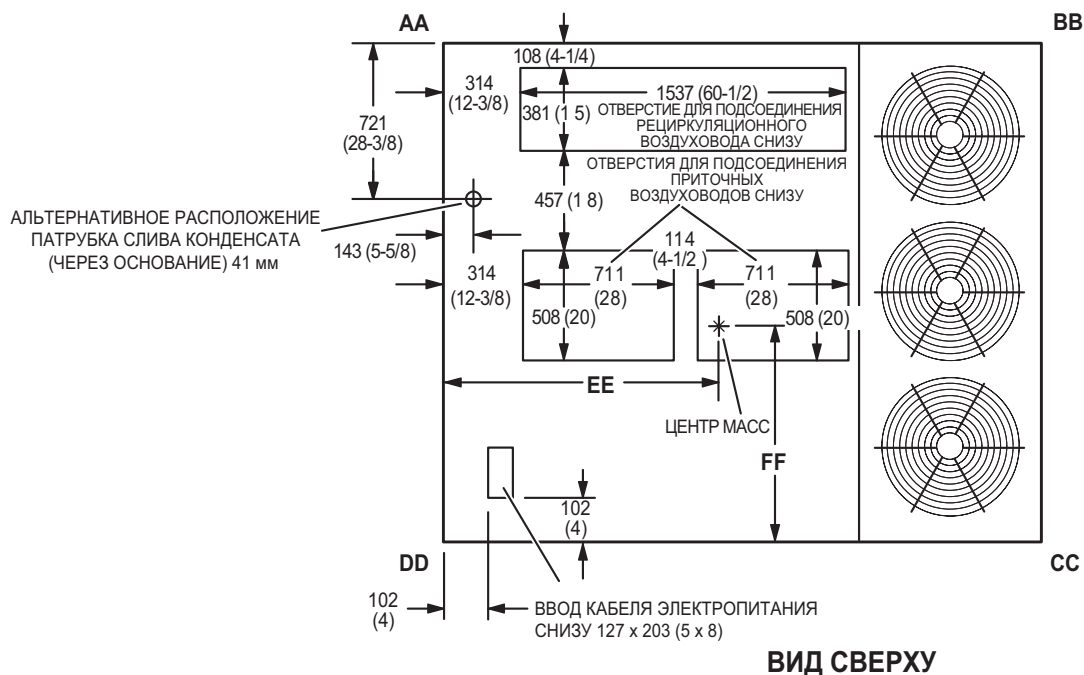 AA
BB
108 (4-1/4)
314
(12-3/8)
1537 (60-1/2)
381 (1 5)
ОТВЕРСТИЕ ДЛЯ ПОДСОЕДИНЕНИЯ
РЕЦИРКУЛЯЦИОННОГО
ВОЗДУХОВОДА СНИЗУ
721
(28-3/8)
ОТВЕРСТИЯ ДЛЯ ПОДСОЕДИНЕНИЯ
ПРИТОЧНЫХ
ВОЗДУХОВОДОВ СНИЗУ
457 (1 8)
АЛЬТЕРНАТИВНОЕ РАСПОЛОЖЕНИЕ
ПАТРУБКА СЛИВА КОНДЕНСАТА
(ЧЕРЕЗ ОСНОВАНИЕ) 41 мм
143 (5-5/8)
114
(4-1/2 )
314
(12-3/8)
711
(28)
711
(28)
508 (20)
508 (20)
EE
ЦЕНТР МАСС
FF
102
(4)
DD
CC
102
(4)
ВВОД КАБЕЛЯ ЭЛЕКТРОПИТАНИЯ
СНИЗУ 127 x 203 (5 x 8)
ВИД СВЕРХУ